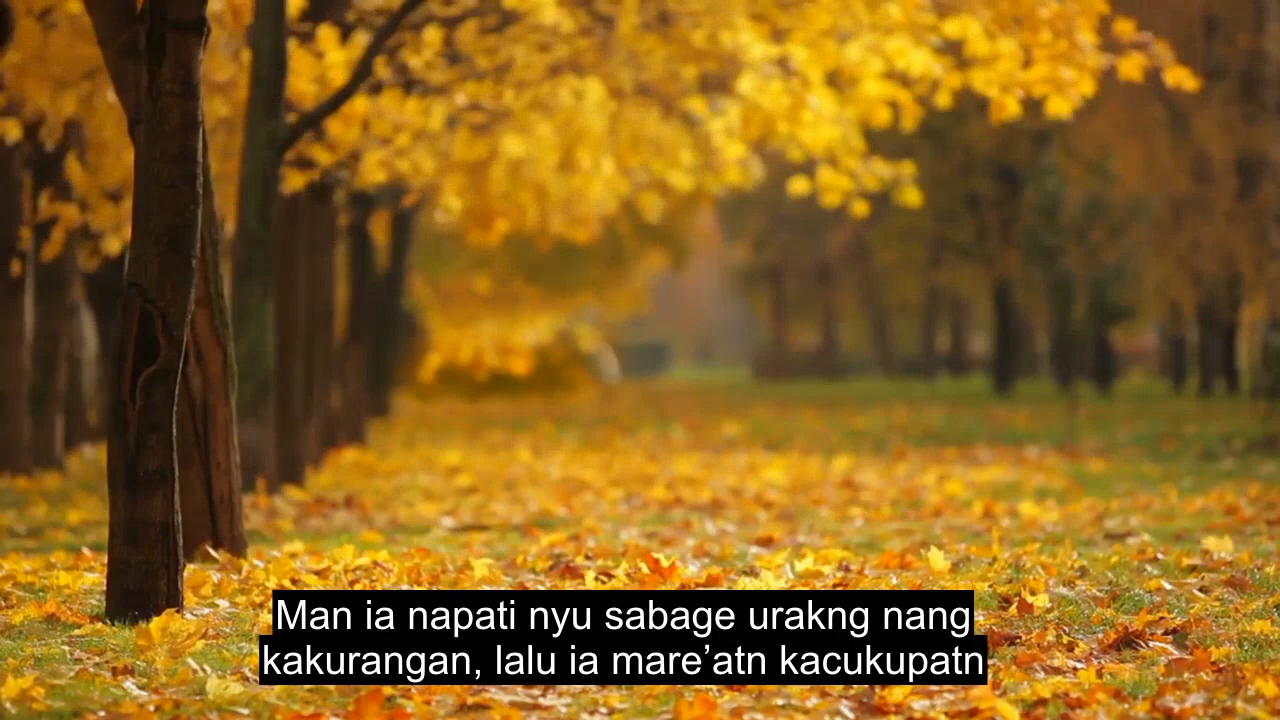 Man ia napati nyu sabage urakng nang
kakurangan, lalu ia mare’atn kacukupatn